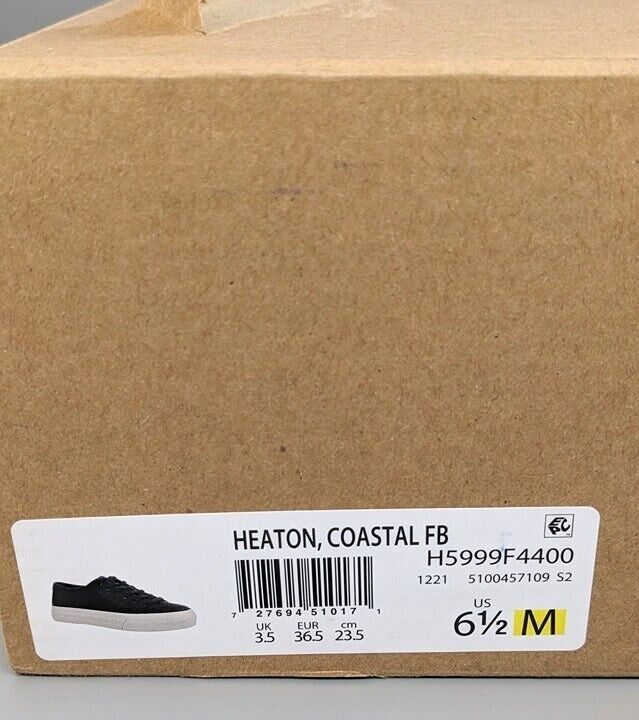 HEATON, COASTAL FB
H5999F4400
1221 5100457109 S2
7 27694 51017 1
UK EUR cm
3.5 36.5 23.5
US
6½ M